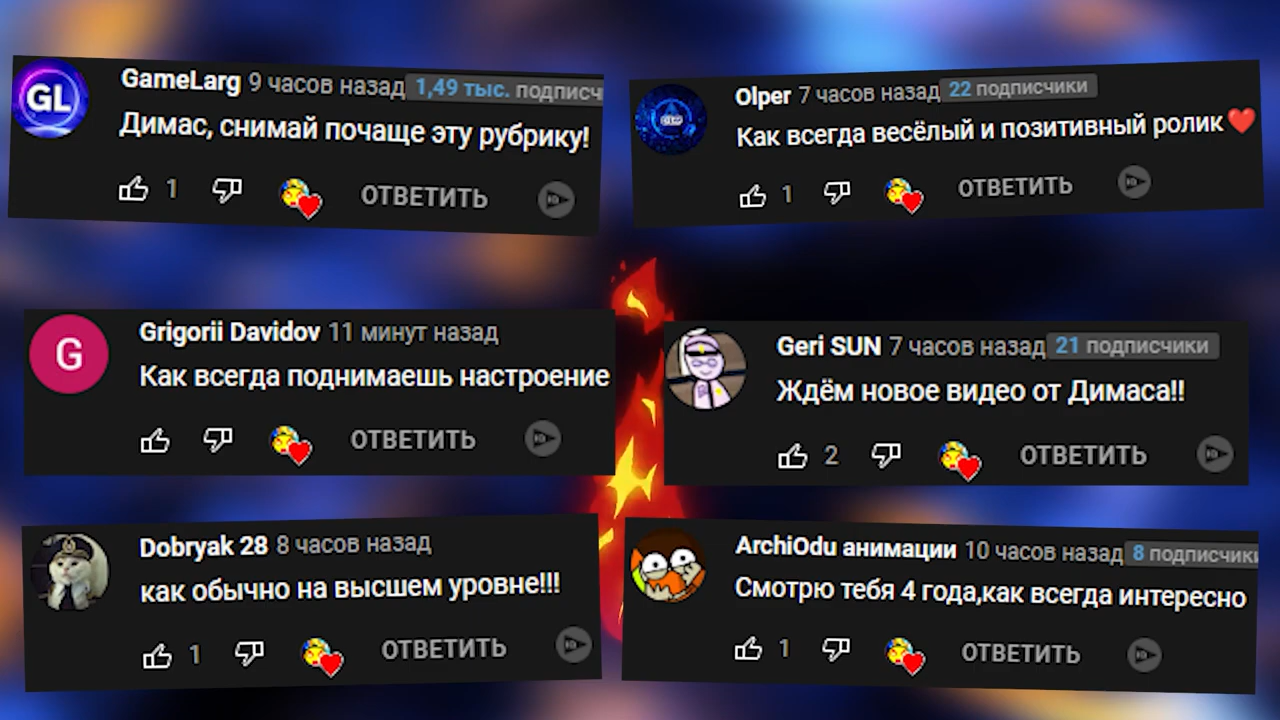 GL
GameLarg 9 часов назад 1,49 тыс. подписч
Димас, снимай почаще эту рубрику!
1 ОТВЕТИТЬ
Olper 7 часов назад 22 подписчики
Как всегда весёлый и позитивный ролик❤️
1 ОТВЕТИТЬ
G
Grigorii Davidov 11 минут назад
Как всегда поднимаешь настроение
ОТВЕТИТЬ
Geri SUN 7 часов назад 21 подписчики
Ждём новое видео от Димаса!!
2 ОТВЕТИТЬ
Dobryak 28 8 часов назад
как обычно на высшем уровне!!!
1 ОТВЕТИТЬ
ArchiOdu анимации 10 часов назад 8 подписчики
Смотрю тебя 4 года,как всегда интересно
1 ОТВЕТИТЬ